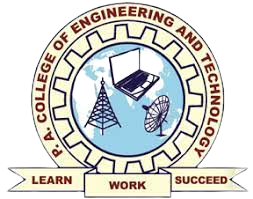 P. A. COLLEGE OF ENGINEERING AND TECHNOLOGY
LEARN WORK SUCCEED